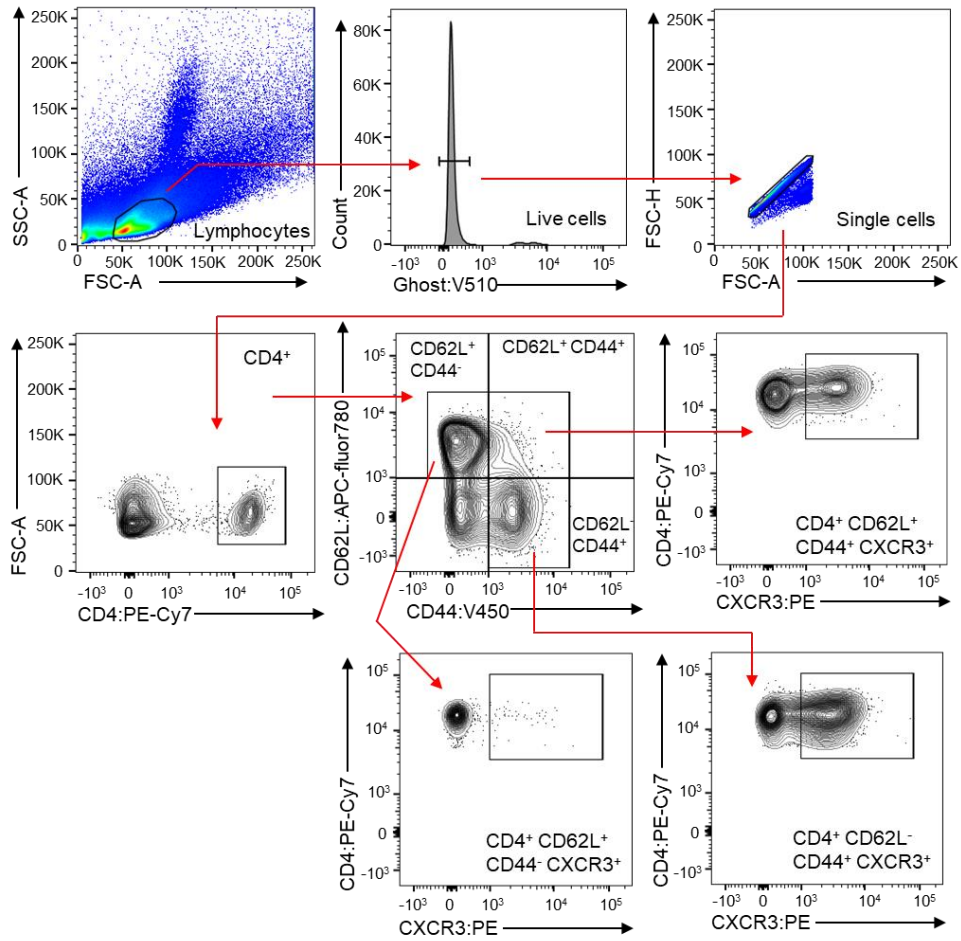 250K
200K
150K
100K
50K
0
SSC-A
Lymphocytes
0 50K 100K 150K 200K 250K
FSC-A
80K
60K
40K
20K
0
Count
Live cells
-10³ 0 10³ 10⁴ 10⁵
Ghost:V510
250K
200K
150K
100K
50K
0
FSC-H
Single cells
0 50K 100K 150K 200K 250K
FSC-A
250K
200K
150K
100K
50K
0
FSC-A
CD4⁺
-10³ 0 10³ 10⁴ 10⁵
CD4:PE-Cy7
10⁵
10⁴
10³
0
-10³
CD62L:APC-fluor780
CD62L⁺
CD44⁻
CD62L⁺ CD44⁺
CD62L⁻
CD44⁺
-10³ 0 10³ 10⁴ 10⁵
CD44:V450
10⁵
10⁴
10³
0
-10³
CD4:PE-Cy7
CD4⁺ CD62L⁺
CD44⁺ CXCR3⁺
-10³ 0 10³ 10⁴ 10⁵
CXCR3:PE
10⁵
10⁴
10³
0
-10³
CD4:PE-Cy7
CD4⁺ CD62L⁺
CD44⁻ CXCR3⁺
-10³ 0 10³ 10⁴ 10⁵
CXCR3:PE
10⁵
10⁴
10³
0
-10³
CD4:PE-Cy7
CD4⁺ CD62L⁻
CD44⁺ CXCR3⁺
-10³ 0 10³ 10⁴ 10⁵
CXCR3:PE